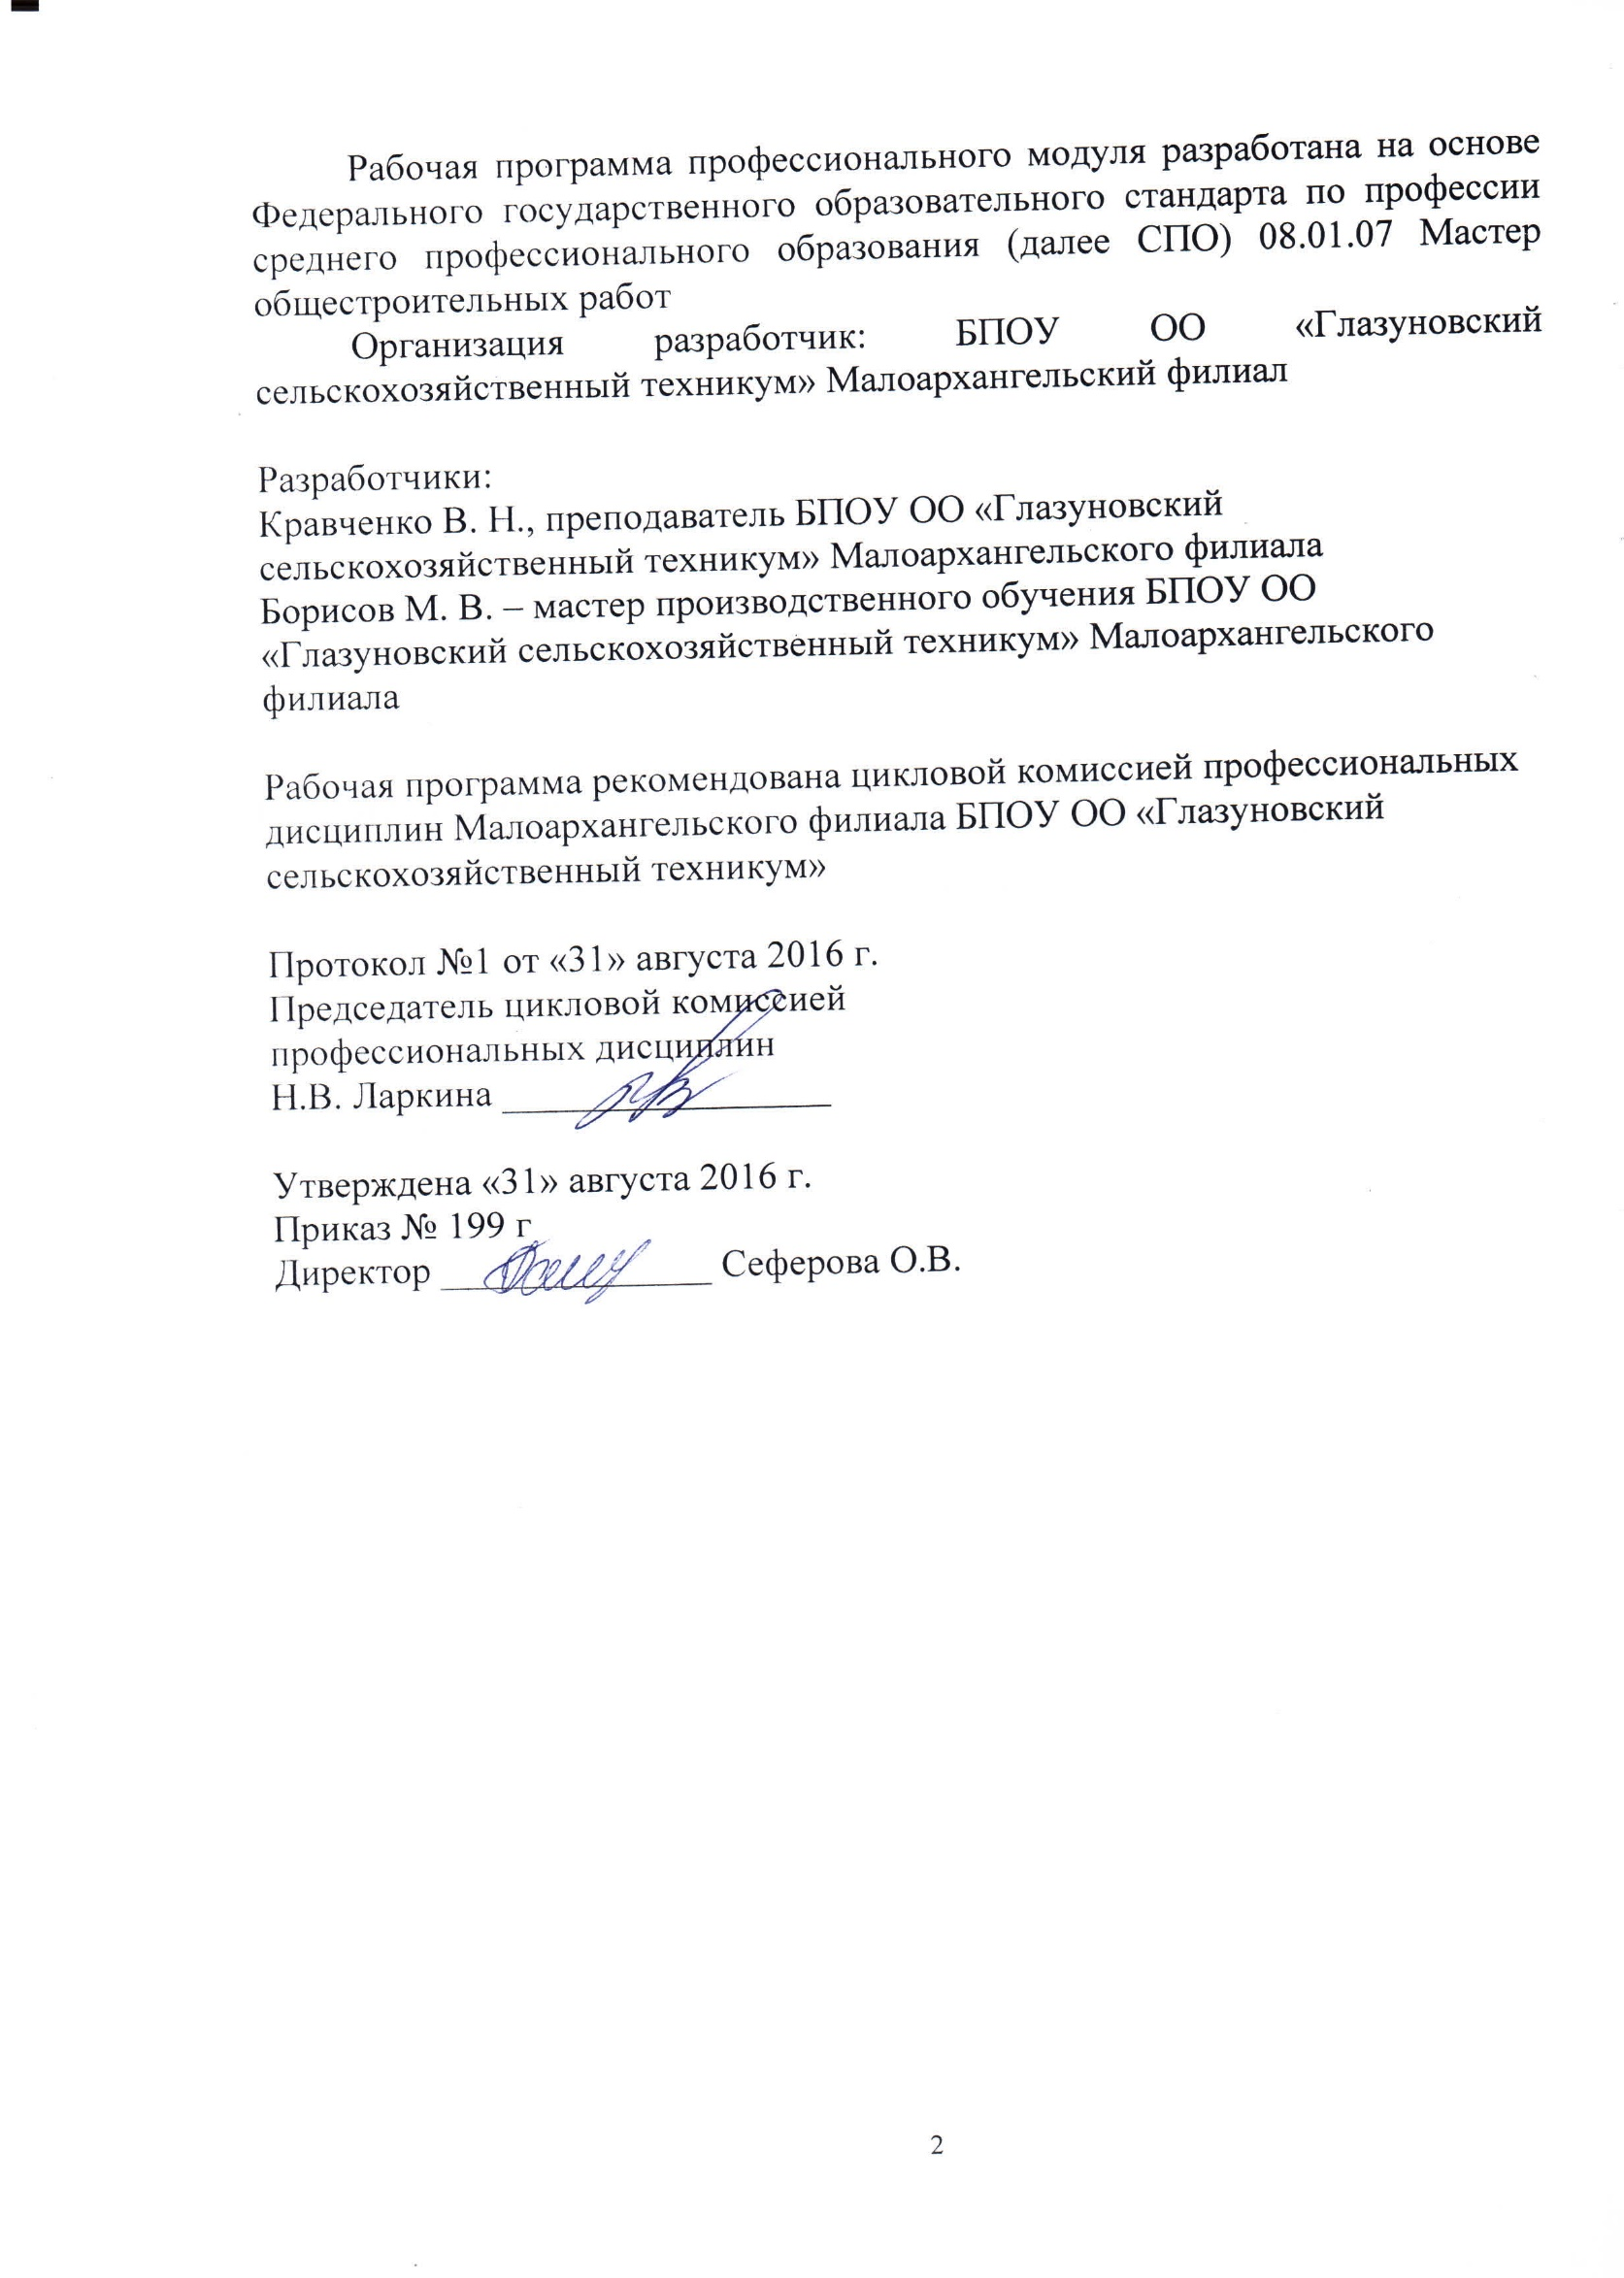 Рабочая программа профессионального модуля разработана на основе
Федерального государственного образовательного стандарта по профессии
среднего профессионального образования (далее СПО) 08.01.07 Мастер
общестроительных работ
Организация разработчик: БПОУ ОО «Глазуновский
сельскохозяйственный техникум» Малоархангельский филиал
Разработчики:
Кравченко В. Н., преподаватель БПОУ ОО «Глазуновский
сельскохозяйственный техникум» Малоархангельского филиала
Борисов М. В. – мастер производственного обучения БПОУ ОО
«Глазуновский сельскохозяйственный техникум» Малоархангельского
филиала
Рабочая программа рекомендована цикловой комиссией профессиональных
дисциплин Малоархангельского филиала БПОУ ОО «Глазуновский
сельскохозяйственный техникум»
Протокол №1 от «31» августа 2016 г.
Председатель цикловой комиссией
профессиональных дисциплин
Н.В. Ларкина
Утверждена «31» августа 2016 г.
Приказ № 199 г
Директор Сеферова О.В.
2